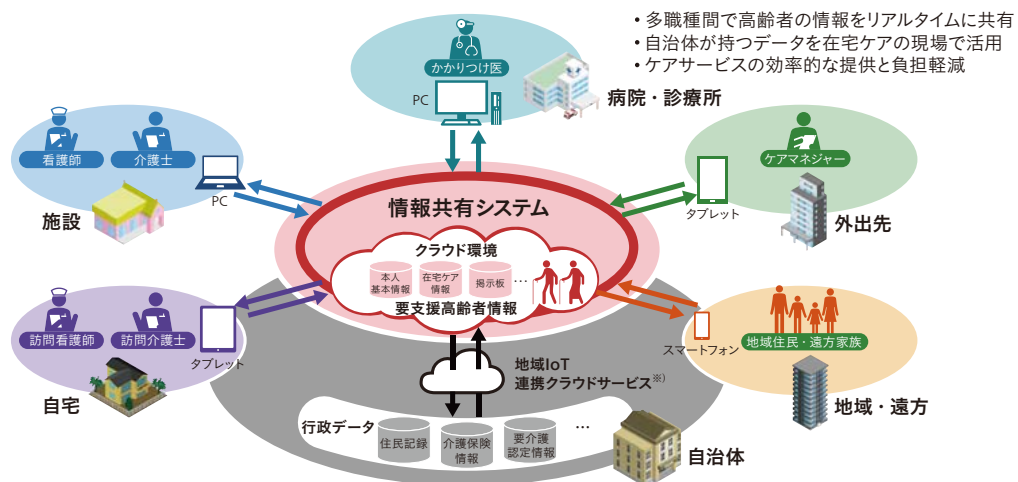 ・多職種間で高齢者の情報をリアルタイムに共有
・自治体が持つデータを在宅ケアの現場で活用
・ケアサービスの効率的な提供と負担軽減
かかりつけ医
PC
病院・診療所
看護師
介護士
PC
施設
ケアマネジャー
タブレット
外出先
情報共有システム
クラウド環境
本人
基本情報
在宅ケア
情報
掲示板
…
要支援高齢者情報
訪問看護師
訪問介護士
タブレット
自宅
スマートフォン
地域住民・遠方家族
地域・遠方
地域IoT
連携クラウドサービス※)
行政データ
住民記録
介護保険
情報
要介護
認定情報
…
自治体